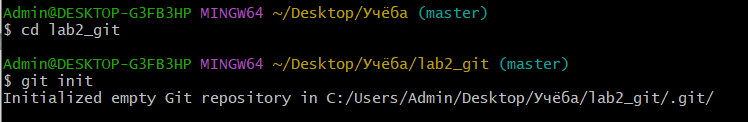 Admin@DESKTOP-G3FB3HP MINGW64 ~/Desktop/Учёба (master)
$ cd lab2_git
Admin@DESKTOP-G3FB3HP MINGW64 ~/Desktop/Учёба/lab2_git (master)
$ git init
Initialized empty Git repository in C:/Users/Admin/Desktop/Учёба/lab2_git/.git/